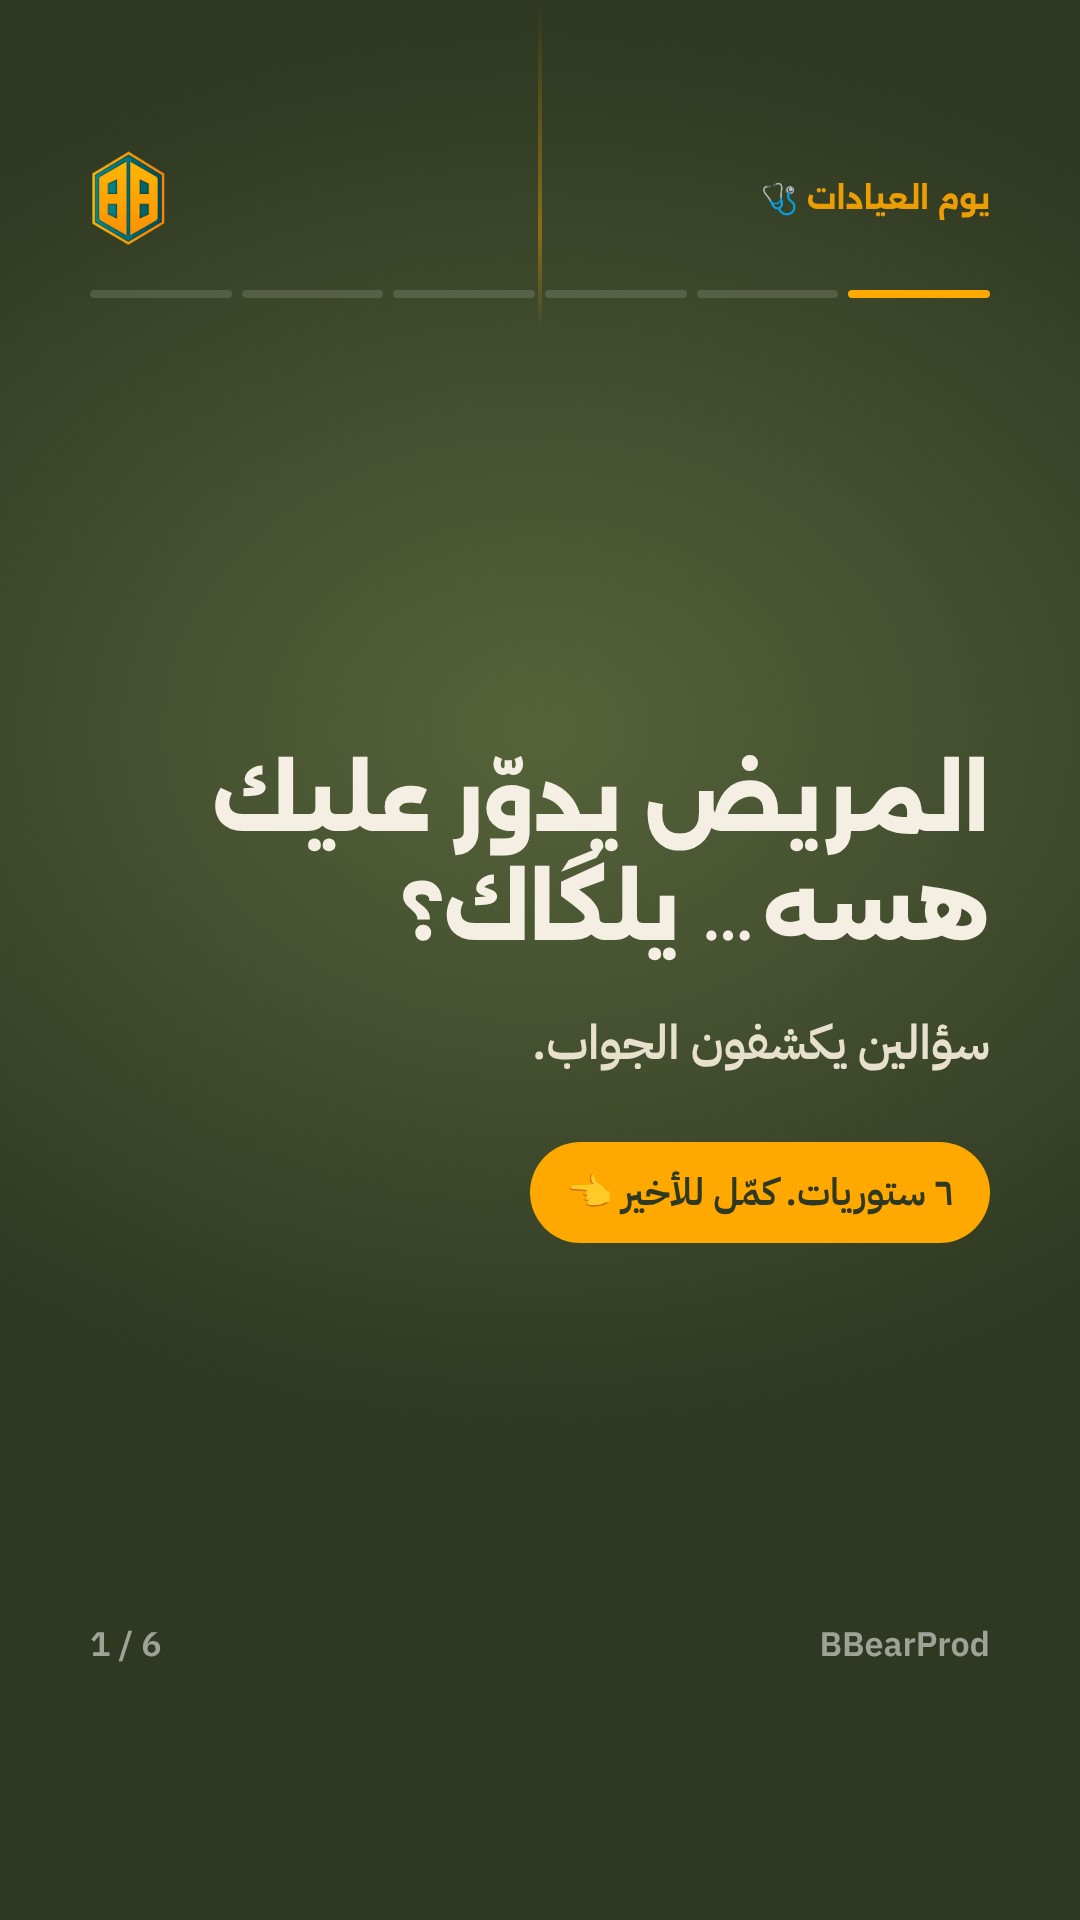 يوم العيادات 🩺
المريض يدوّر عليك
هسه ... يلگاك؟
سؤالين يكشفون الجواب.
٦ ستوريات. كمّل للأخير 👈
BBearProd
1 / 6